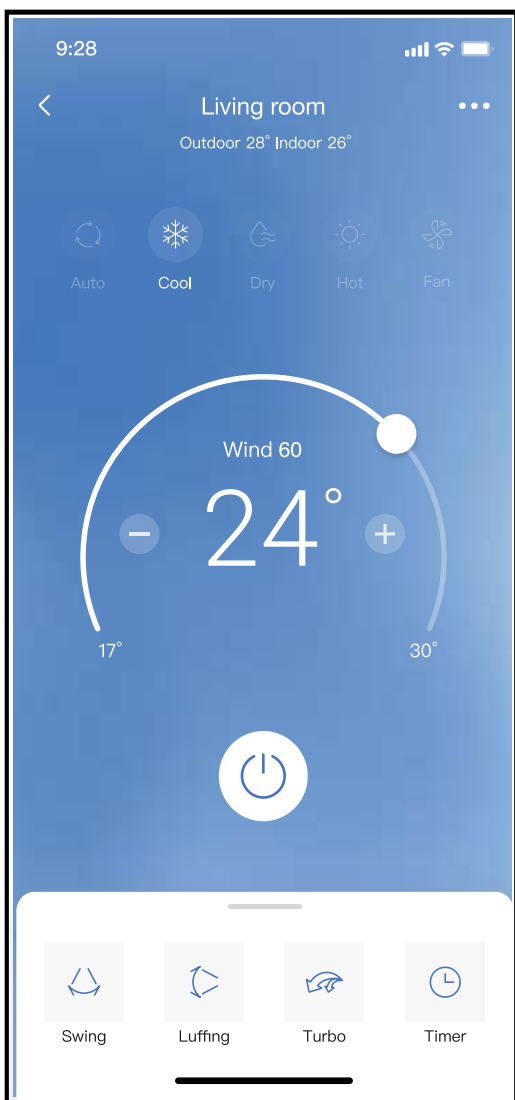 9:28
Living room
Outdoor 28° Indoor 26°
Auto Cool Dry Hot Fan
Wind 60
24°
17° 30°
Swing Luffing Turbo Timer